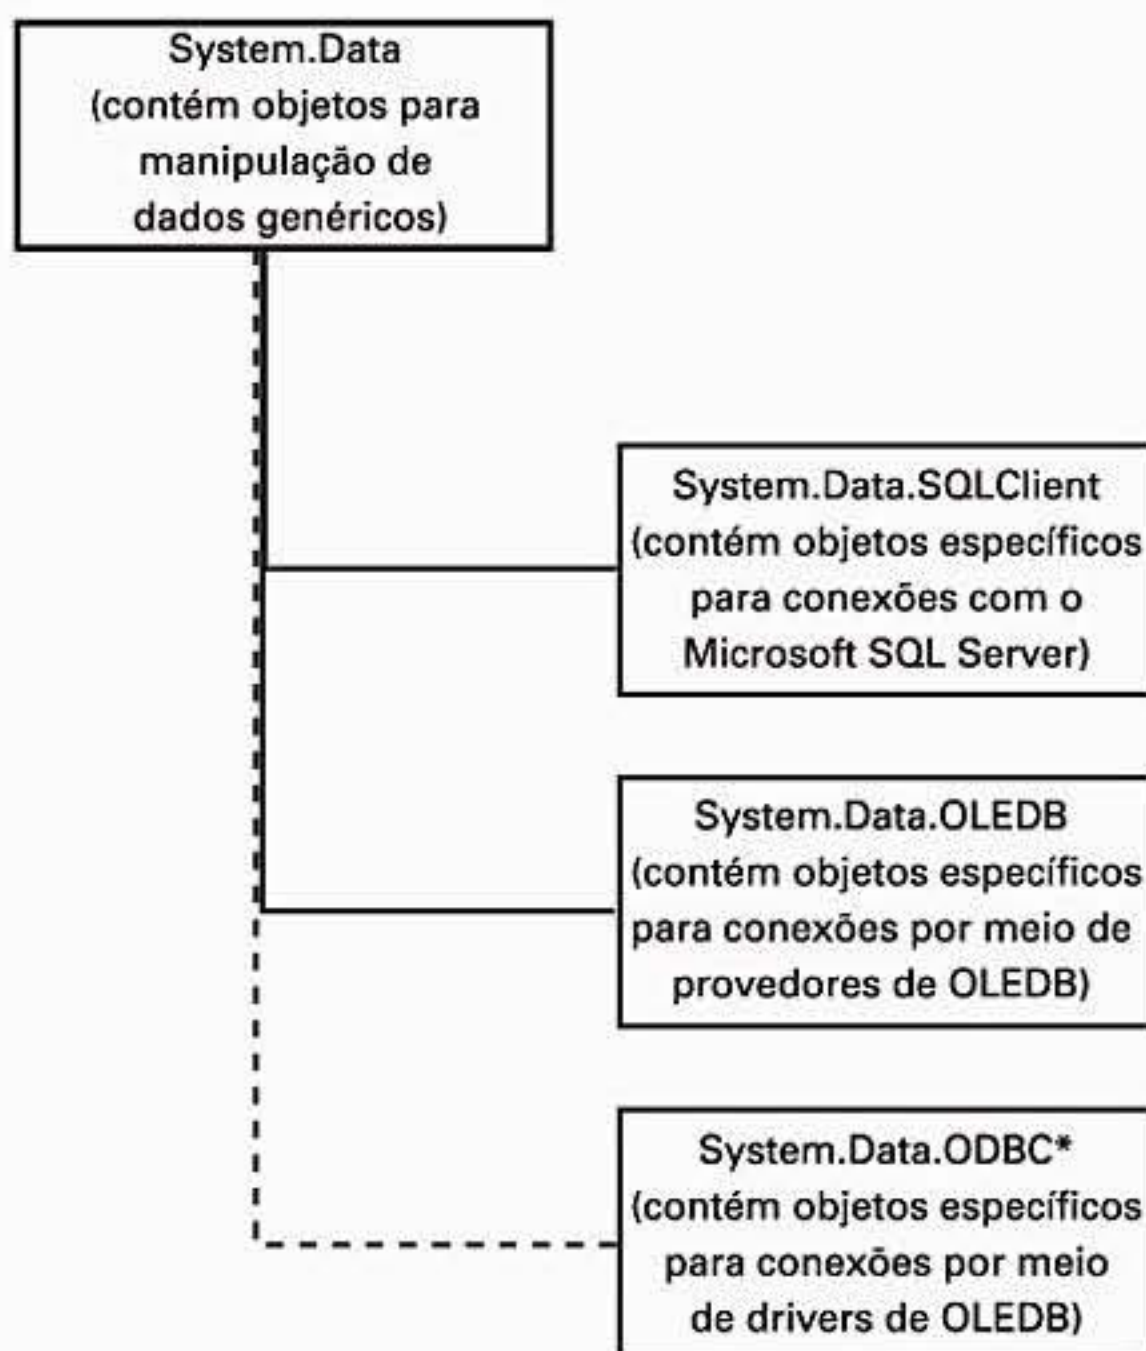 System.Data
(contém objetos para
manipulação de
dados genéricos)
System.Data.SQLClient
(contém objetos específicos
para conexões com o
Microsoft SQL Server)
System.Data.OLEDB
(contém objetos específicos
para conexões por meio de
provedores de OLEDB)
System.Data.ODBC*
(contém objetos específicos
para conexões por meio
de drivers de OLEDB)